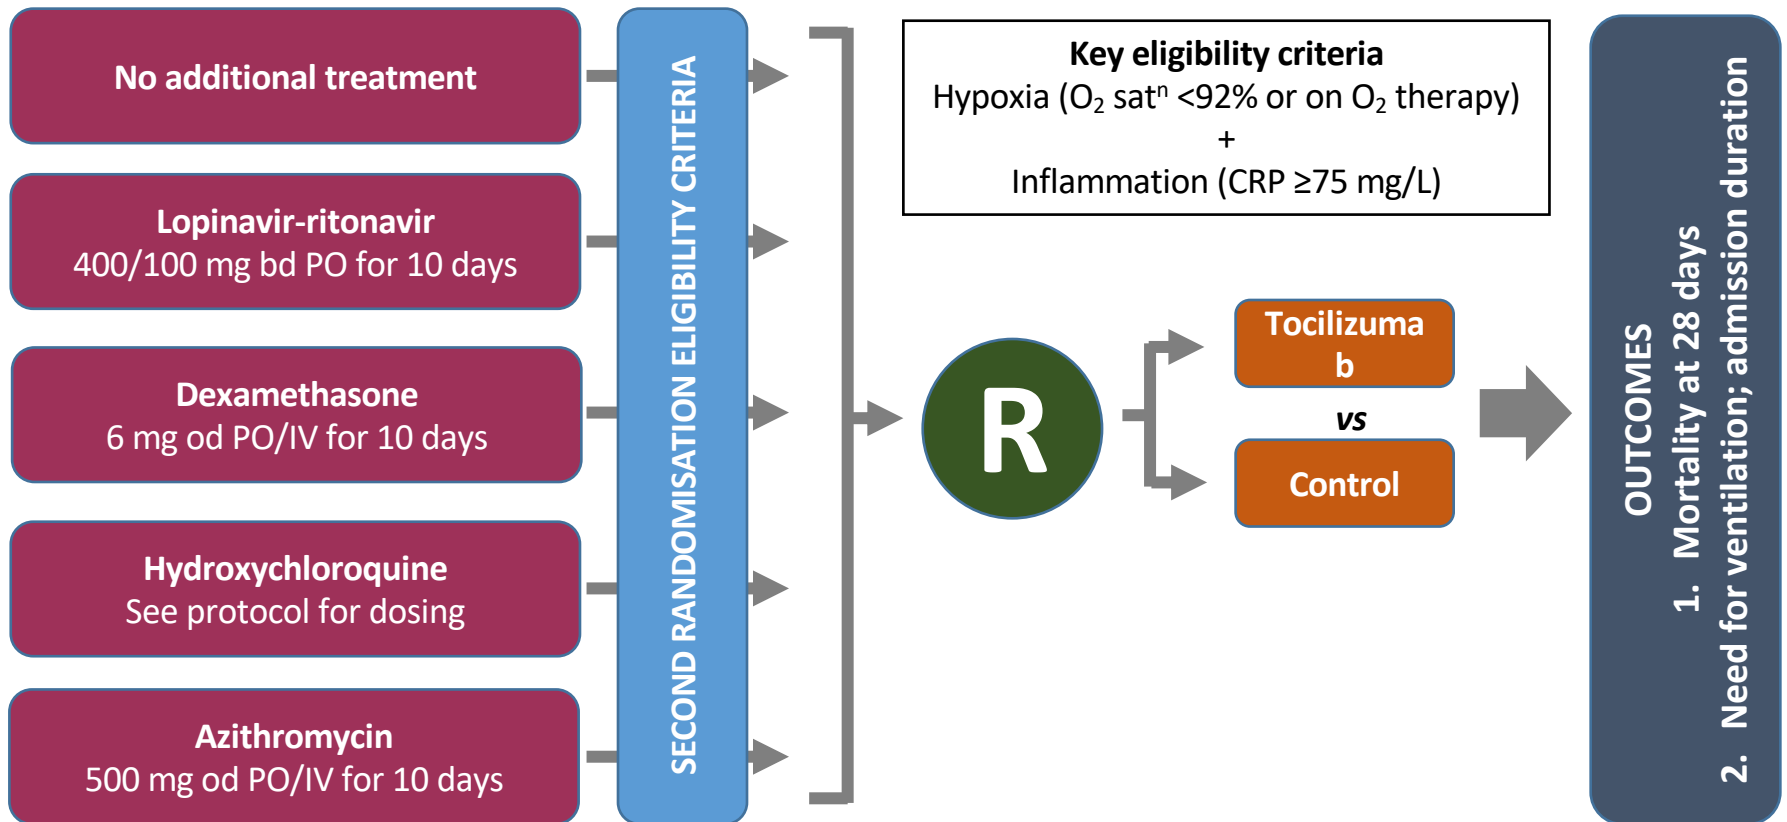 No additional treatment
Lopinavir-ritonavir
400/100 mg bd PO for 10 days
Dexamethasone
6 mg od PO/IV for 10 days
Hydroxychloroquine
See protocol for dosing
Azithromycin
500 mg od PO/IV for 10 days
SECOND RANDOMISATION ELIGIBILITY CRITERIA
Key eligibility criteria
Hypoxia (O₂ satⁿ <92% or on O₂ therapy)
+
Inflammation (CRP ≥75 mg/L)
R
Tocilizuma
b
vs
Control
OUTCOMES
1. Mortality at 28 days
2. Need for ventilation; admission duration